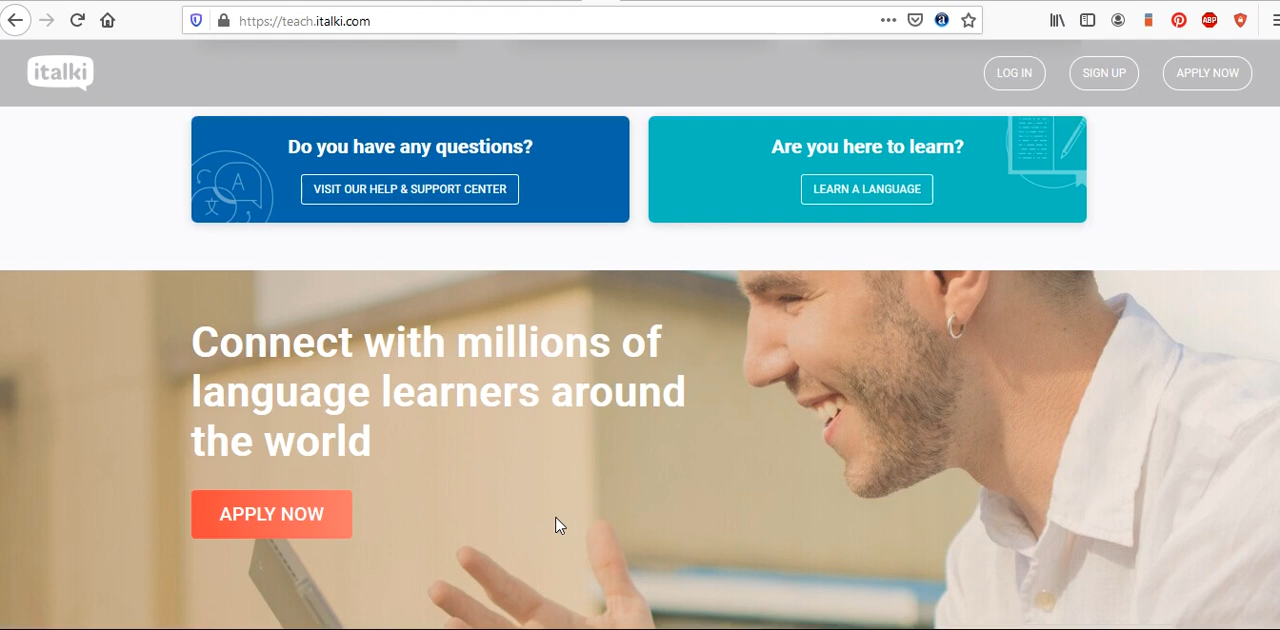 https://teach.italki.com
ABP
italki
LOG IN
SIGN UP
APPLY NOW
Do you have any questions?
VISIT OUR HELP & SUPPORT CENTER
A
文
Are you here to learn?
LEARN A LANGUAGE
Connect with millions of
language learners around
the world
APPLY NOW